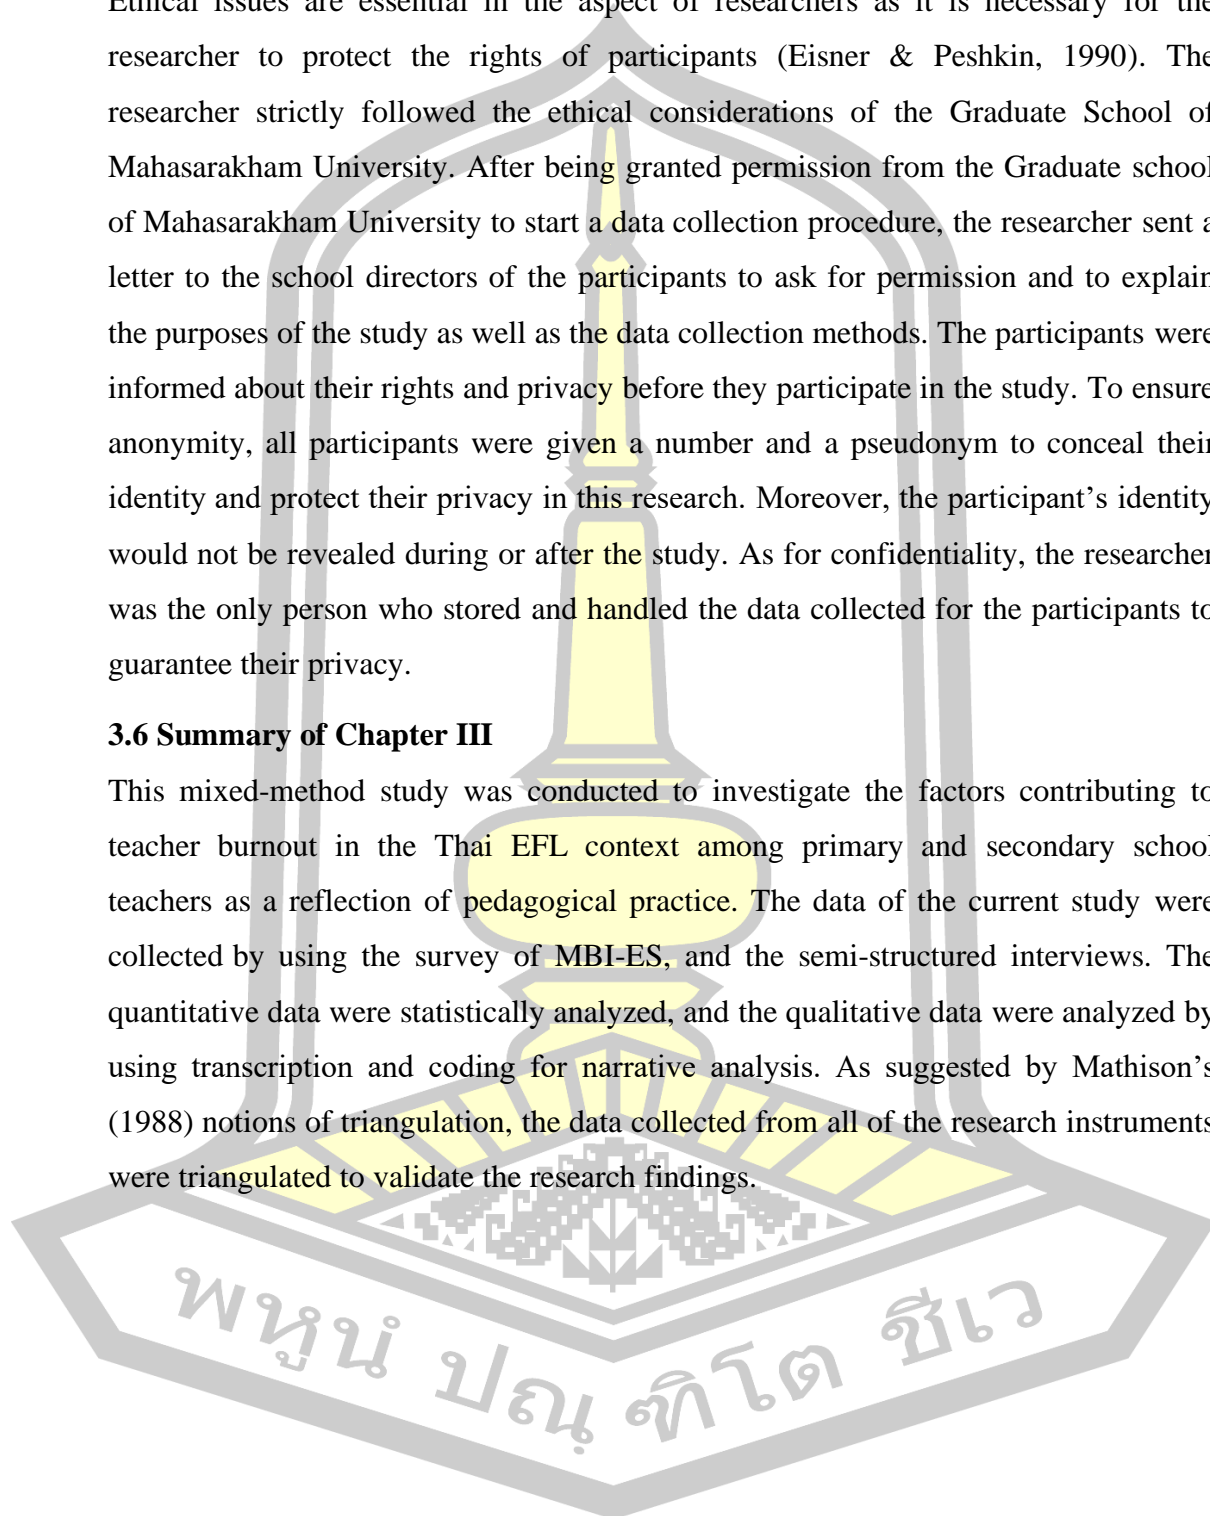 Ethical issues are essential in the aspect of researchers as it is necessary for the
researcher to protect the rights of participants (Eisner & Peshkin, 1990). The
researcher strictly followed the ethical considerations of the Graduate School of
Mahasarakham University. After being granted permission from the Graduate school
of Mahasarakham University to start a data collection procedure, the researcher sent a
letter to the school directors of the participants to ask for permission and to explain
the purposes of the study as well as the data collection methods. The participants were
informed about their rights and privacy before they participate in the study. To ensure
anonymity, all participants were given a number and a pseudonym to conceal their
identity and protect their privacy in this research. Moreover, the participant’s identity
would not be revealed during or after the study. As for confidentiality, the researcher
was the only person who stored and handled the data collected for the participants to
guarantee their privacy.
3.6 Summary of Chapter III
This mixed-method study was conducted to investigate the factors contributing to
teacher burnout in the Thai EFL context among primary and secondary school
teachers as a reflection of pedagogical practice. The data of the current study were
collected by using the survey of MBI-ES, and the semi-structured interviews. The
quantitative data were statistically analyzed, and the qualitative data were analyzed by
using transcription and coding for narrative analysis. As suggested by Mathison’s
(1988) notions of triangulation, the data collected from all of the research instruments
were triangulated to validate the research findings.
พหูนํ ปณฺฑิโต ชีเว